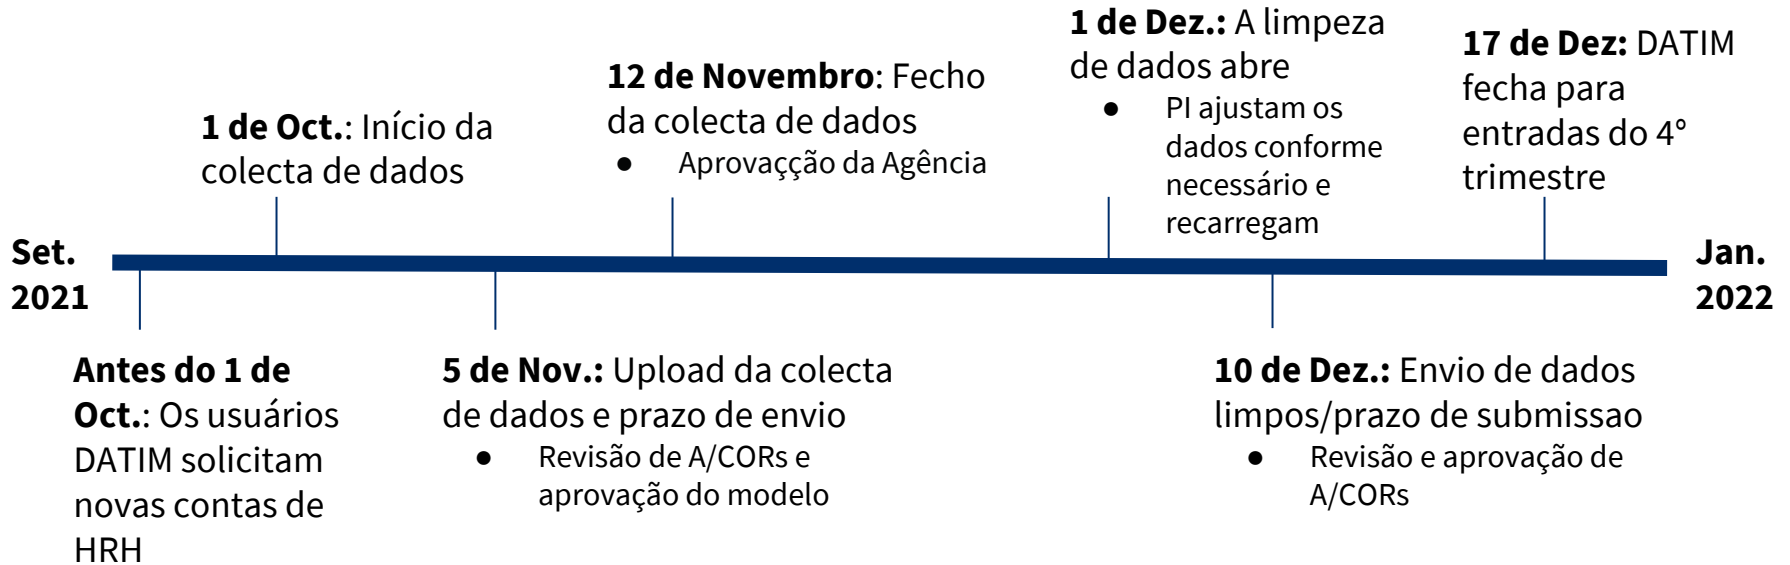 Set.
2021
Antes do 1 de
Oct.: Os usuários
DATIM solicitam
novas contas de
HRH
1 de Oct.: Início da
colecta de dados
5 de Nov.: Upload da colecta
de dados e prazo de envio
● Revisão de A/CORs e
aprovação do modelo
12 de Novembro: Fecho
da colecta de dados
● Aprovaçção da Agência
1 de Dez.: A limpeza
de dados abre
● PI ajustam os
dados conforme
necessário e
recarregam
10 de Dez.: Envio de dados
limpos/prazo de submissao
● Revisão e aprovação de
A/CORs
17 de Dez: DATIM
fecha para
entradas do 4°
trimestre
Jan.
2022